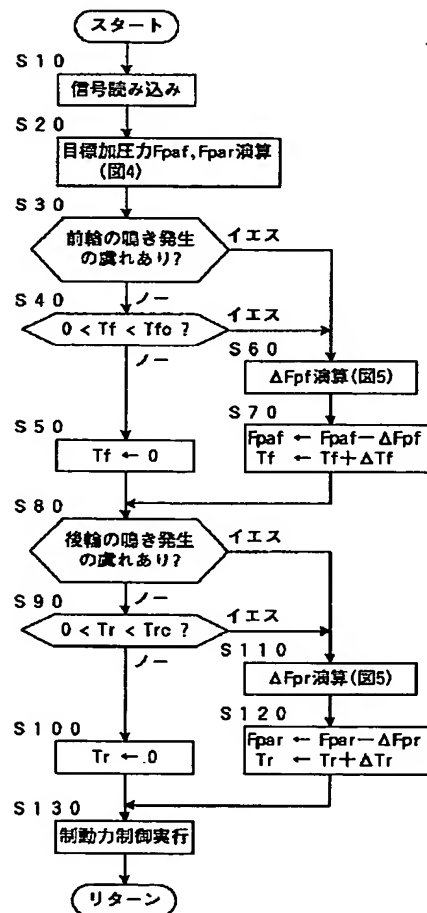 スタート
S10
信号読み込み
S20
目標加圧力Fpaf,Fpar演算
(図4)
S30
前輪の鳴き発生
の虞れあり?
イエス
ノー
S40
0 < Tf < Tfc ?
イエス
ノー
S60
ΔFpf演算(図5)
S50
Tf ← 0
S70
Fpaf ← Fpaf−ΔFpf
Tf ← Tf+ΔTf
S80
後輪の鳴き発生
の虞れあり?
イエス
ノー
S90
0 < Tr < Trc ?
イエス
ノー
S110
ΔFpr演算(図5)
S100
Tr ← 0
S120
Fpar ← Fpar−ΔFpr
Tr ← Tr+ΔTr
S130
制動力制御実行
リターン